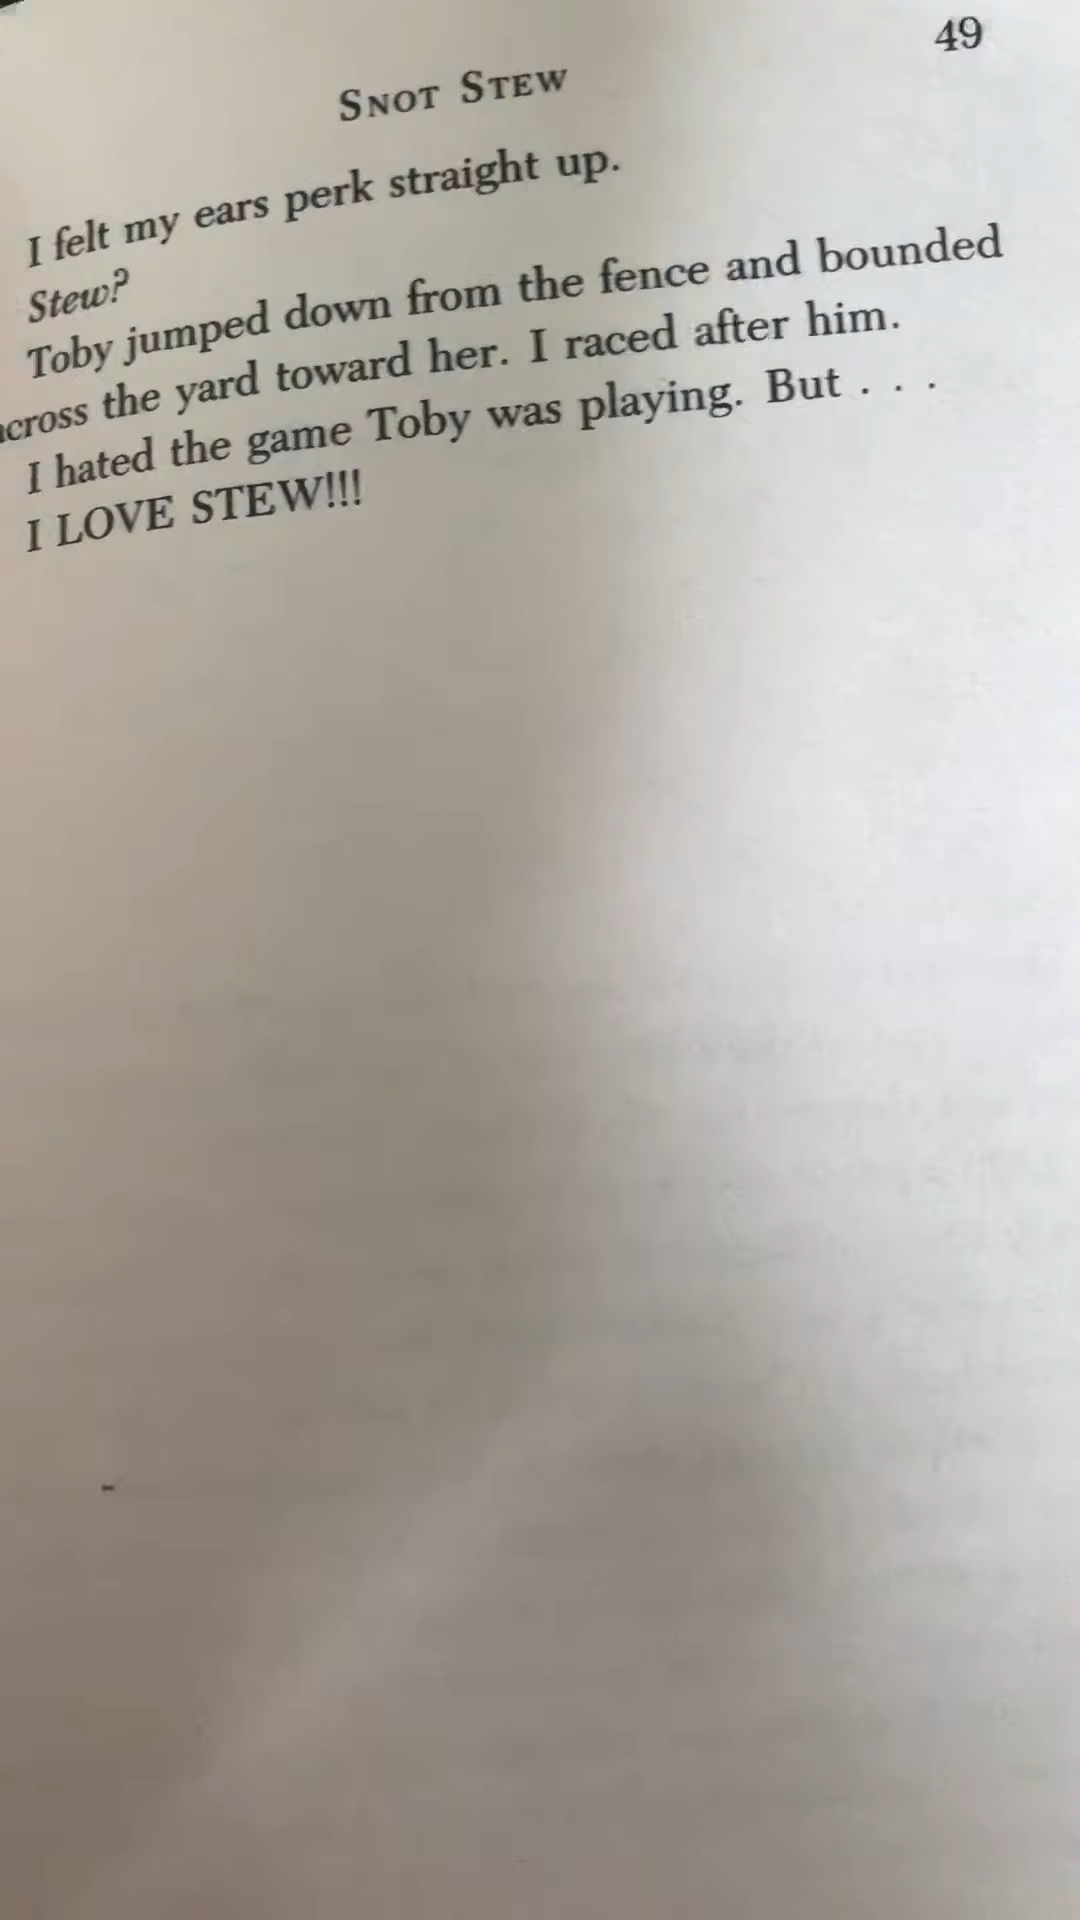 49
SNOT STEW
I felt my ears perk straight up.
Stew?
Toby jumped down from the fence and bounded
across the yard toward her. I raced after him.
I hated the game Toby was playing. But . . .
I LOVE STEW!!!